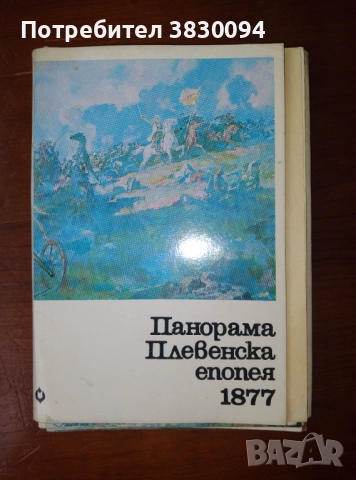 Потребител 3830094
Панорама
Плевенска
епопея
1877
BAZAR